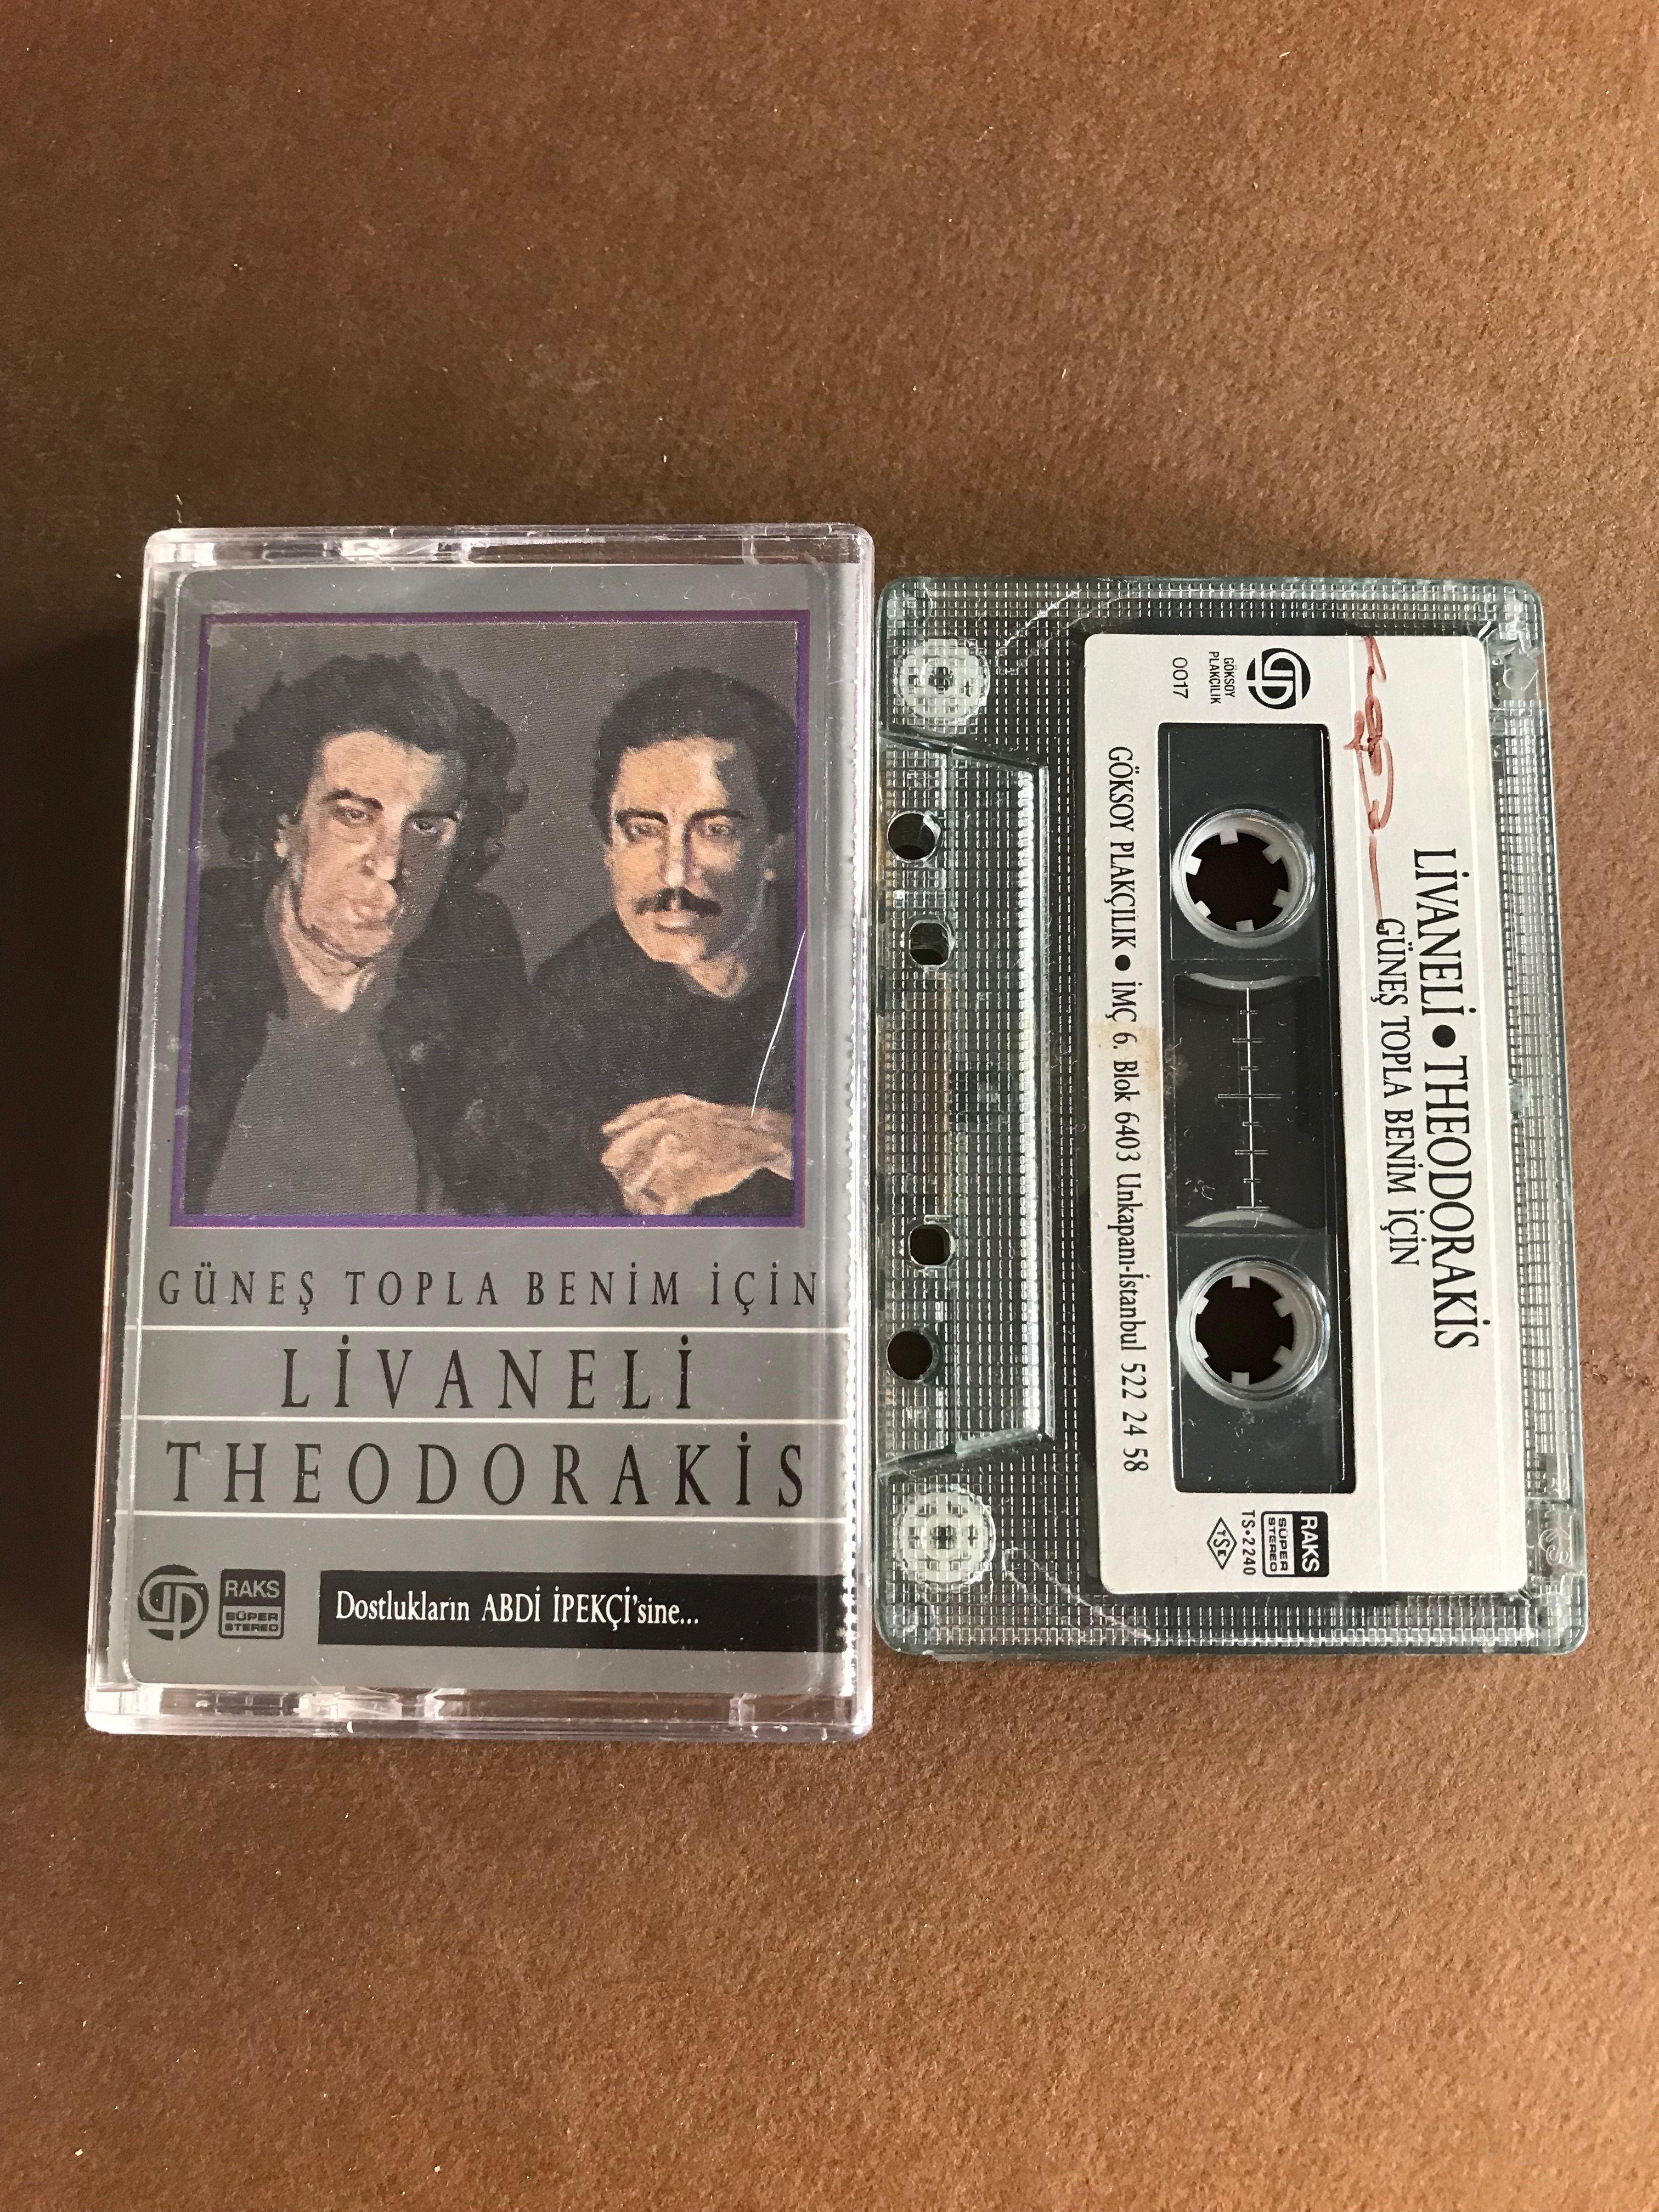 GÜNEŞ TOPLA BENİM İÇİN
LİVANELİ
THEODORAKİS
RAKS
SÜPER
STEREO
Dostlukların ABDİ İPEKÇİ'sine...
LİVANELİ • THEODORAKİS
GÜNEŞ TOPLA BENİM İÇİN
GÖKSOY
PLAKÇILIK
0017
RAKS
SÜPER
STEREO
TS•2240
TSE
GÖKSOY PLAKÇILIK • İMÇ 6. Blok 6403 Unkapanı-İstanbul 522 24 58